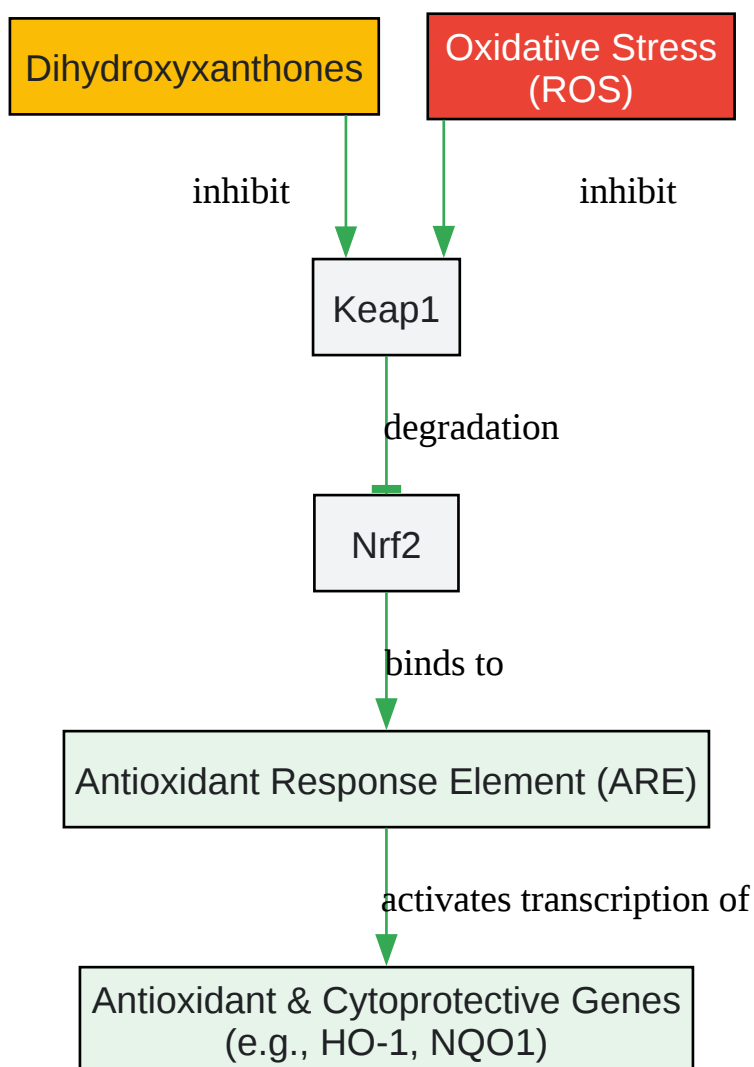 Dihydroxyxanthones
Oxidative Stress
(ROS)
inhibit
inhibit
Keap1
degradation
Nrf2
binds to
Antioxidant Response Element (ARE)
activates transcription of
Antioxidant & Cytoprotective Genes
(e.g., HO-1, NQO1)